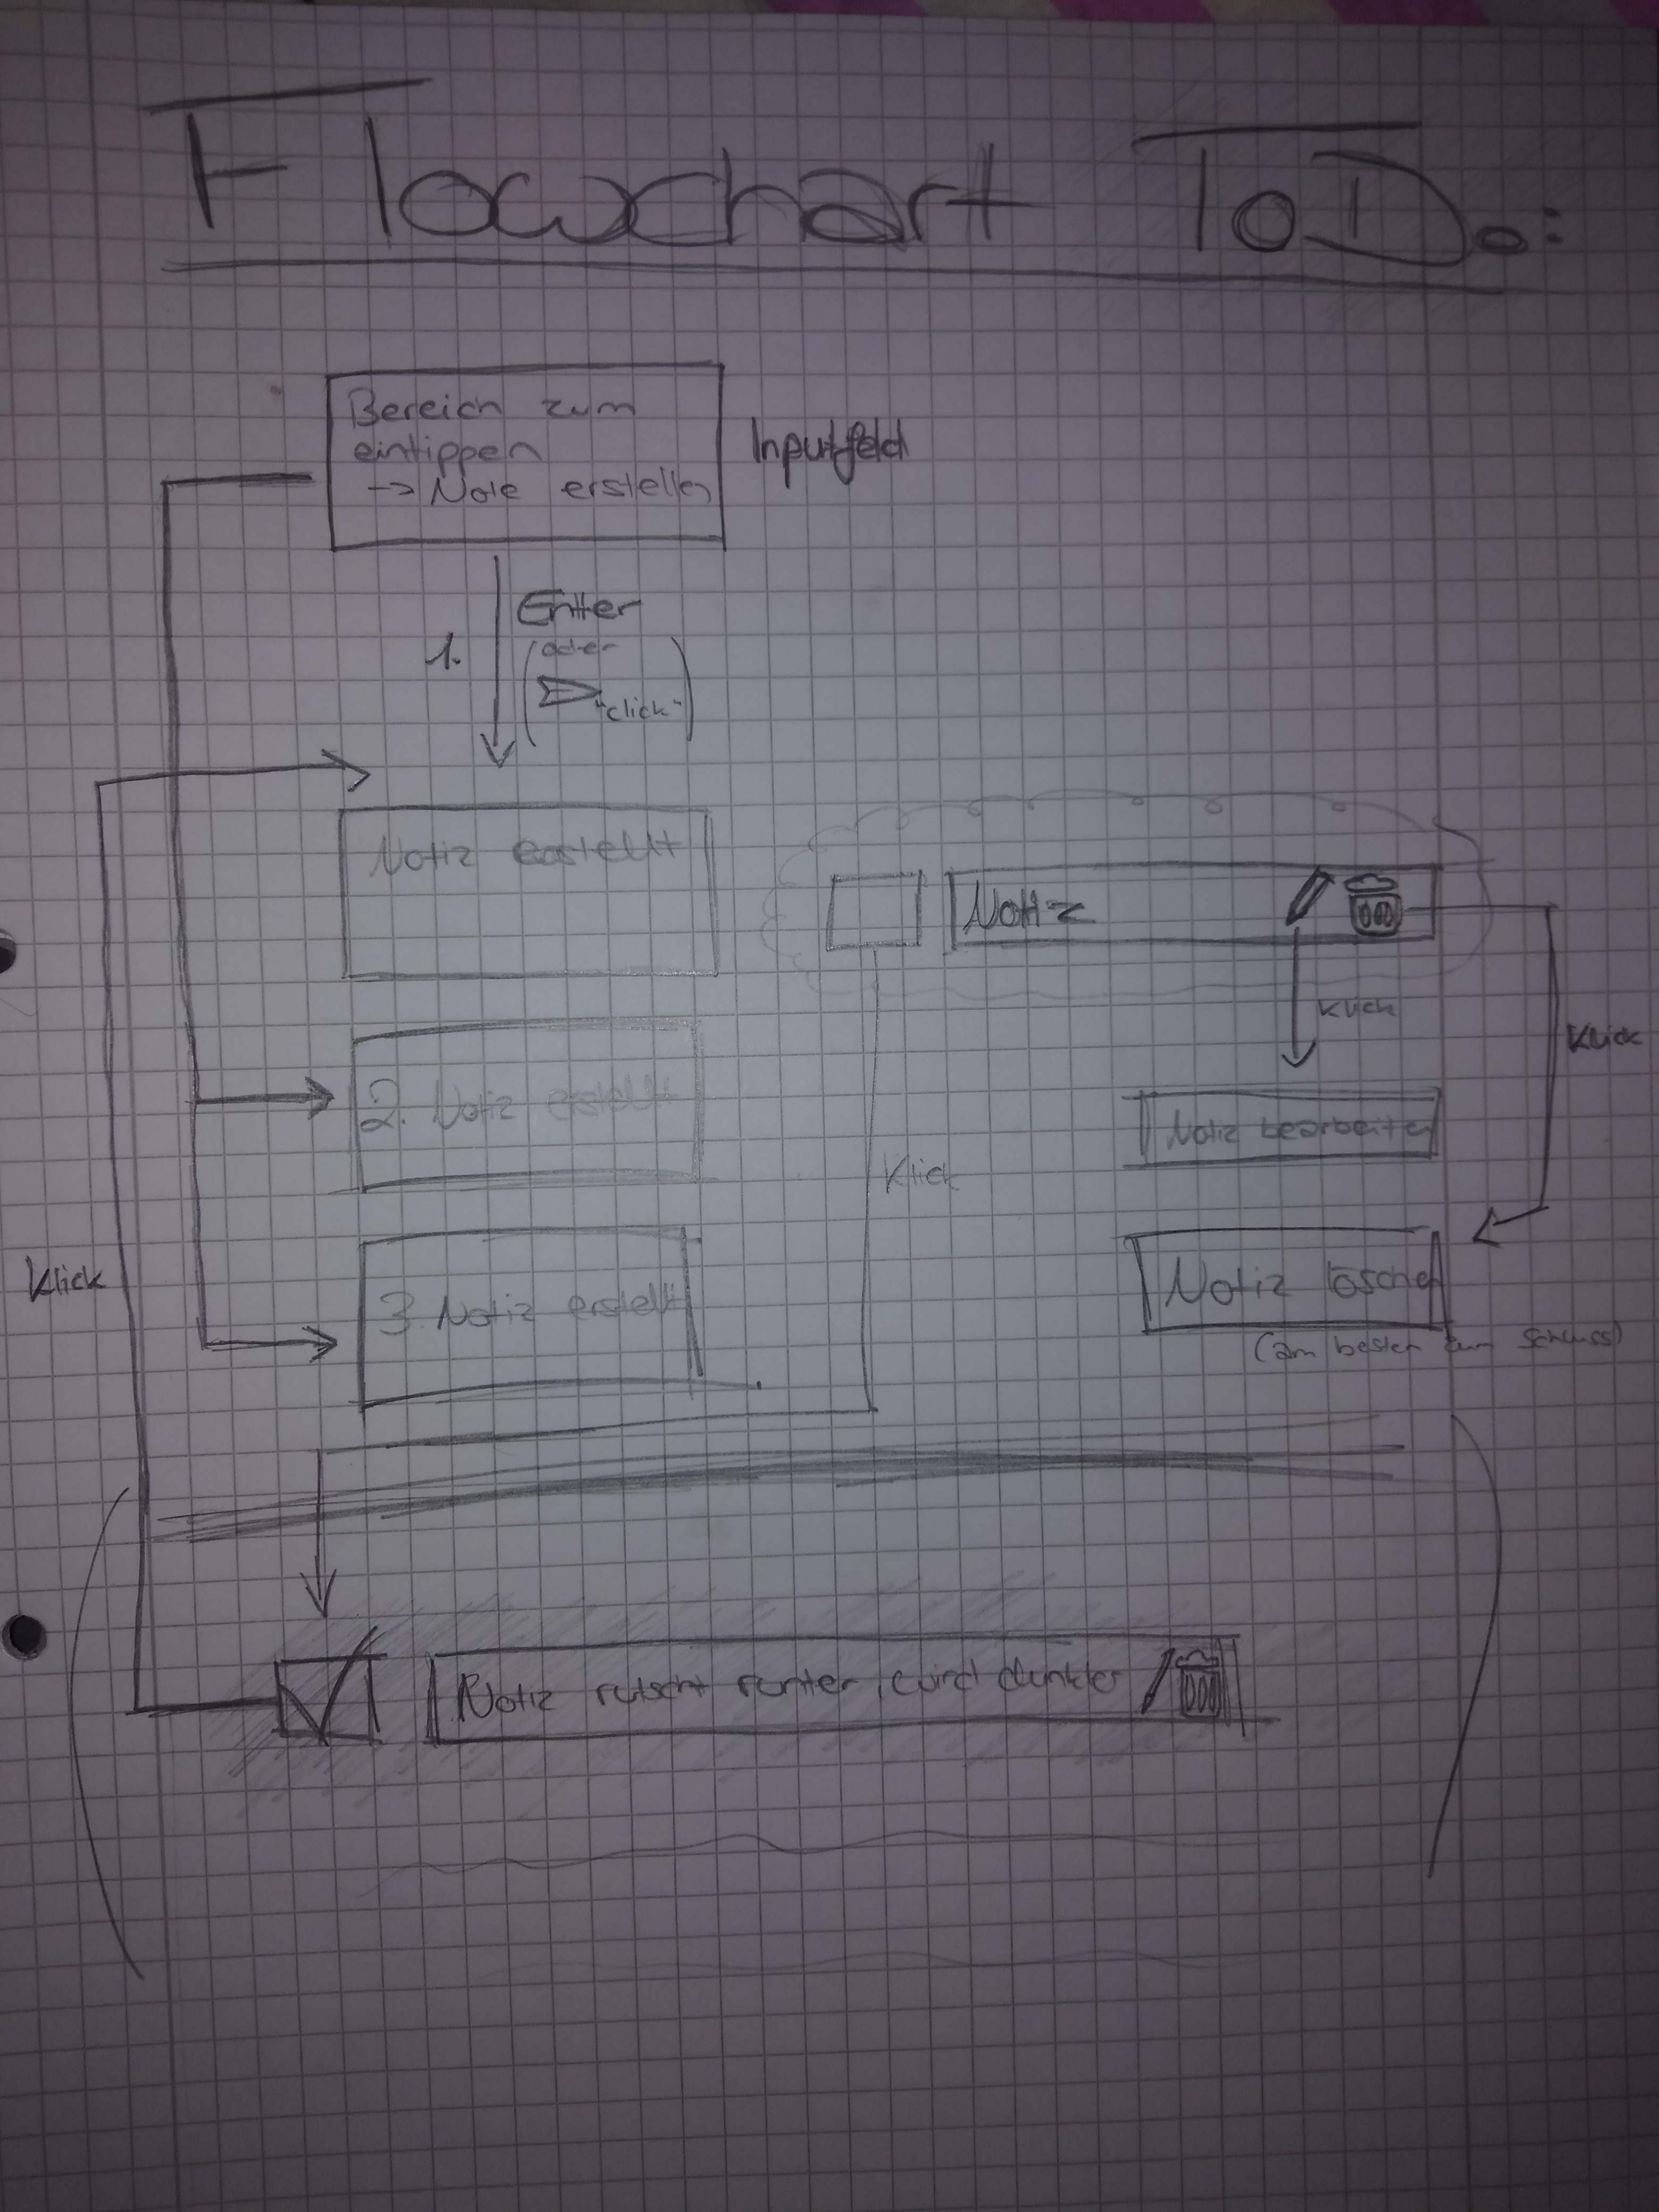 Flowchart ToDo:
Bereich zum
eintippen
-> Note erstellen
Inputfeld
1.
Enter
(oder
"click")
Notiz erstellt
Notiz
Klick
Klick
2. Notiz erstellt
Notiz bearbeiten
Klick
Klick
3. Notiz erstellt
Notiz löschen
(am besten zum Schluss)
Notiz rutscht runter, wird dunkler